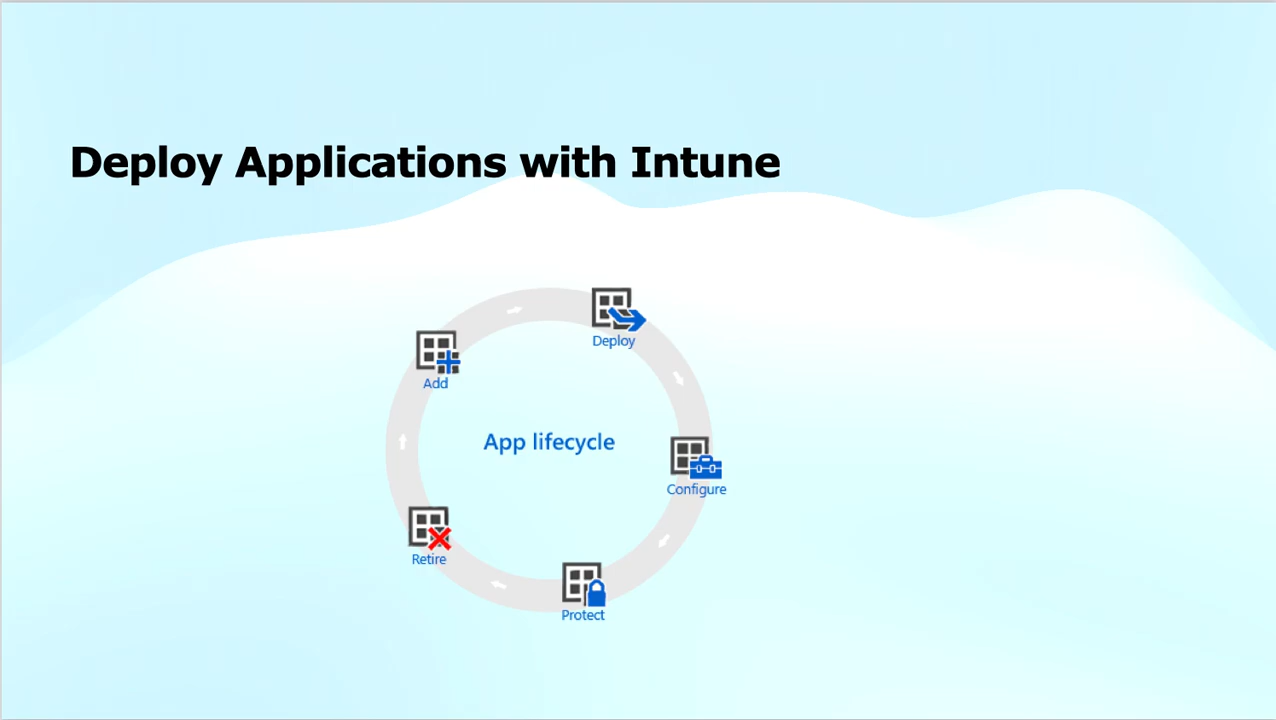 Deploy Applications with Intune
Deploy
Add
App lifecycle
Configure
Retire
Protect